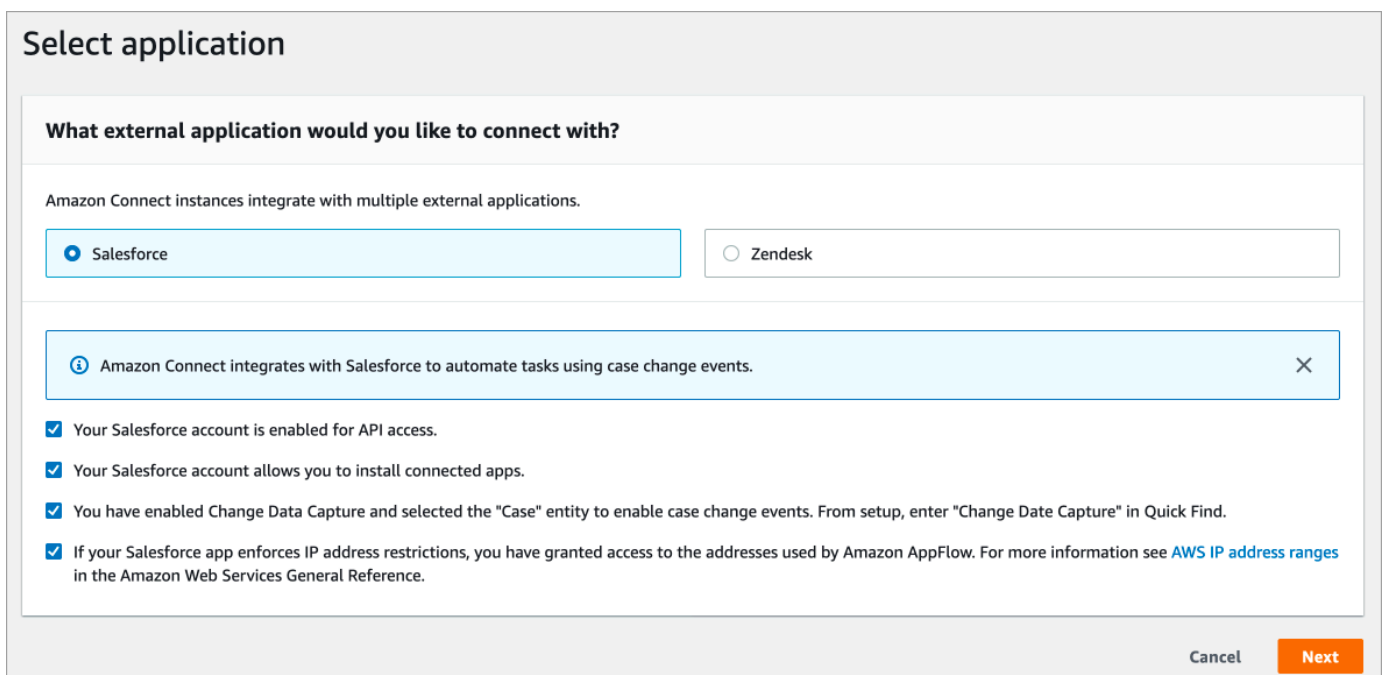 Select application
What external application would you like to connect with?
Amazon Connect instances integrate with multiple external applications.
Salesforce
Zendesk
Amazon Connect integrates with Salesforce to automate tasks using case change events.
Your Salesforce account is enabled for API access.
Your Salesforce account allows you to install connected apps.
You have enabled Change Data Capture and selected the "Case" entity to enable case change events. From setup, enter "Change Date Capture" in Quick Find.
If your Salesforce app enforces IP address restrictions, you have granted access to the addresses used by Amazon AppFlow. For more information see AWS IP address ranges
in the Amazon Web Services General Reference.
Cancel
Next